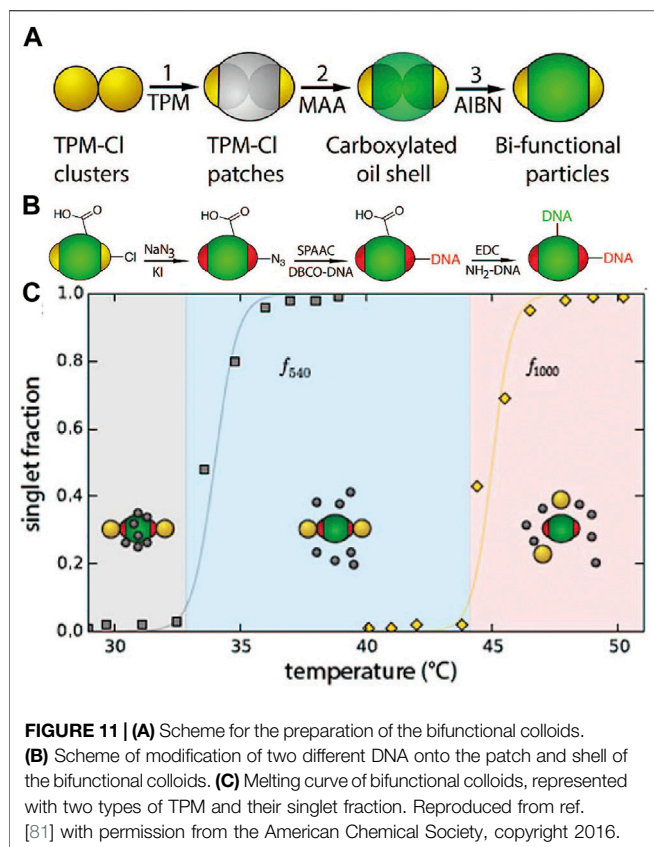 A
1
TPM
2
MAA
3
AIBN
TPM-Cl
clusters
TPM-Cl
patches
Carboxylated
oil shell
Bi-functional
particles
B
HO
O
Cl
NaN3
KI
HO
O
N3
SPAAC
DBCO-DNA
HO
O
DNA
EDC
NH2-DNA
DNA
DNA
C
singlet fraction
1.0
0.8
0.6
0.4
0.2
0.0
f540
f1000
30
35
40
45
50
temperature (°C)
FIGURE 11 | (A) Scheme for the preparation of the bifunctional colloids.
(B) Scheme of modification of two different DNA onto the patch and shell of
the bifunctional colloids. (C) Melting curve of bifunctional colloids, represented
with two types of TPM and their singlet fraction. Reproduced from ref.
[81] with permission from the American Chemical Society, copyright 2016.